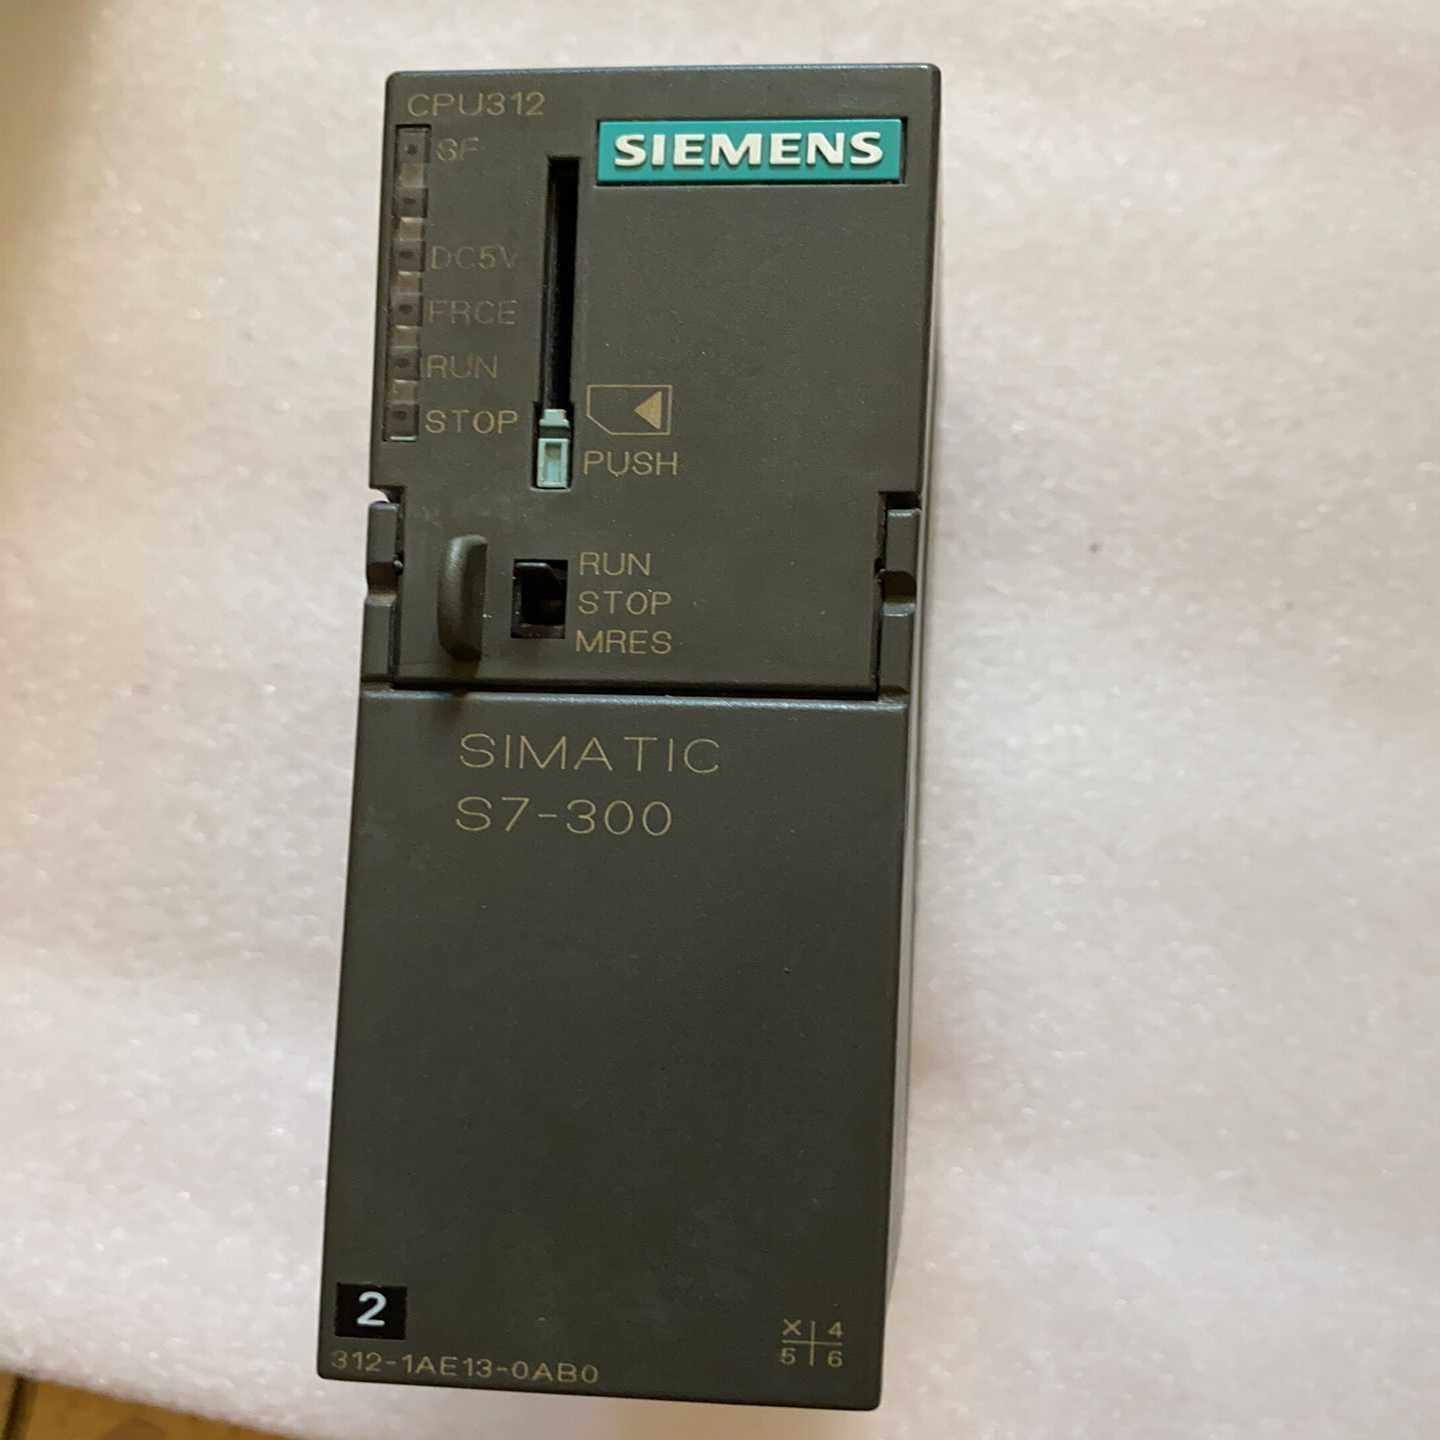 CPU312
SIEMENS
SF
DC5V
FRCE
RUN
STOP
PUSH
RUN
STOP
MRES
SIMATIC
S7-300
2
X 4
5 6
312-1AE13-0AB0